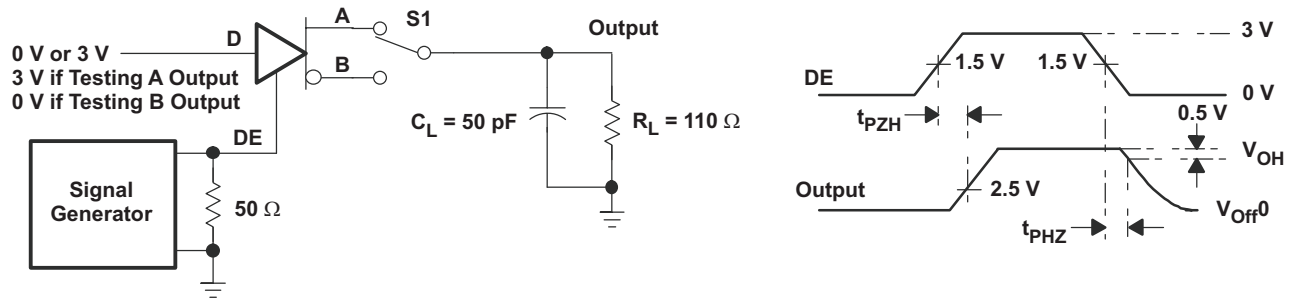 A
S1
Output
D
0 V or 3 V
3 V if Testing A Output
0 V if Testing B Output
B
DE
C_L = 50 pF
R_L = 110 Ω
Signal
Generator
50 Ω
3 V
DE
1.5 V
1.5 V
0 V
t_PZH
0.5 V
V_OH
Output
2.5 V
V_Off0
t_PHZ